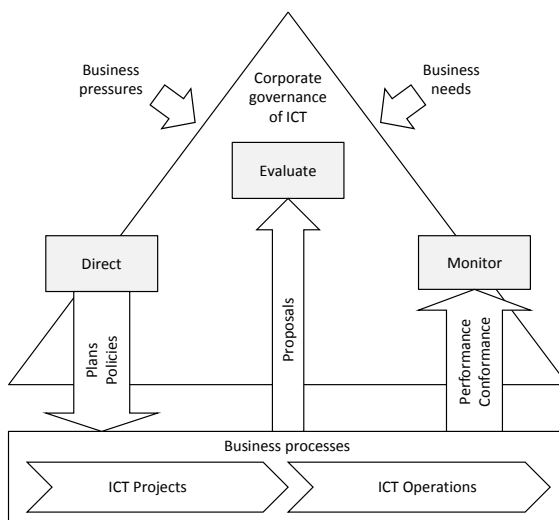 Business
pressures
Corporate
governance
of ICT
Business
needs
Evaluate
Direct
Monitor
Plans
Policies
Proposals
Performance
Conformance
Business processes
ICT Projects
ICT Operations